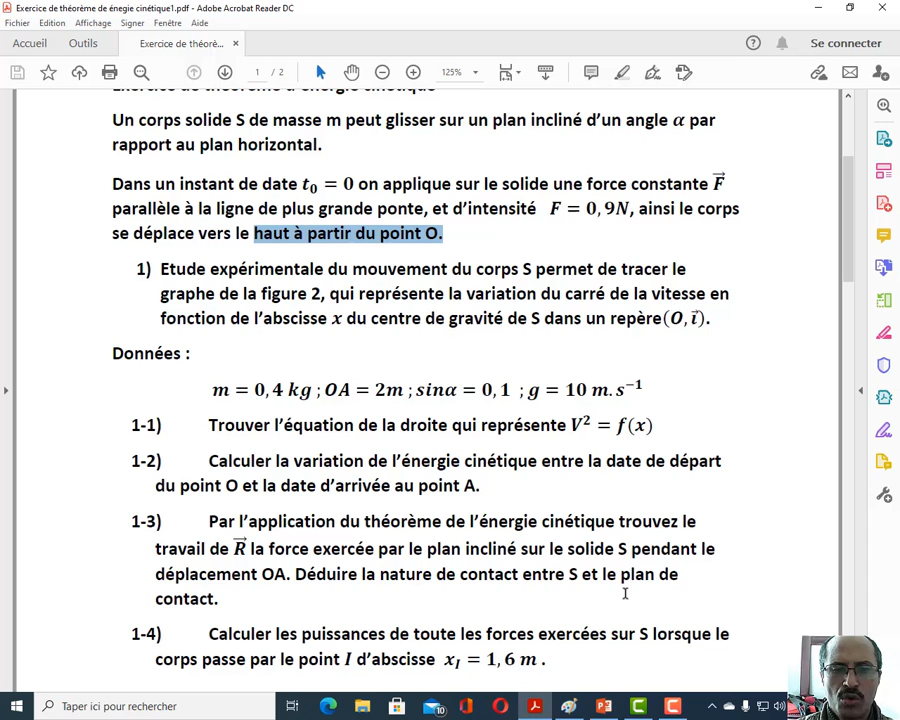 Exercice de théorème de énegie cinétique1.pdf - Adobe Acrobat Reader DC
Fichier Edition Affichage Signer Fenêtre Aide
Accueil Outils Exercice de théorè... × Se connecter
1 / 2 125%
Exercice de théorème d'énergie cinétique
Un corps solide S de masse m peut glisser sur un plan incliné d'un angle α par
rapport au plan horizontal.
Dans un instant de date t₀ = 0 on applique sur le solide une force constante F⃗
parallèle à la ligne de plus grande ponte, et d'intensité F = 0,9N, ainsi le corps
se déplace vers le haut à partir du point O.
1) Etude expérimentale du mouvement du corps S permet de tracer le
graphe de la figure 2, qui représente la variation du carré de la vitesse en
fonction de l'abscisse x du centre de gravité de S dans un repère(O, i⃗).
Données :
m = 0,4 kg ; OA = 2m ; sinα = 0,1 ; g = 10 m.s⁻¹
1-1) Trouver l'équation de la droite qui représente V² = f(x)
1-2) Calculer la variation de l'énergie cinétique entre la date de départ
du point O et la date d'arrivée au point A.
1-3) Par l'application du théorème de l'énergie cinétique trouvez le
travail de R⃗ la force exercée par le plan incliné sur le solide S pendant le
déplacement OA. Déduire la nature de contact entre S et le plan de
contact.
1-4) Calculer les puissances de toutes les forces exercées sur S lorsque le
corps passe par le point I d'abscisse x_I = 1,6 m .
Taper ici pour rechercher 10